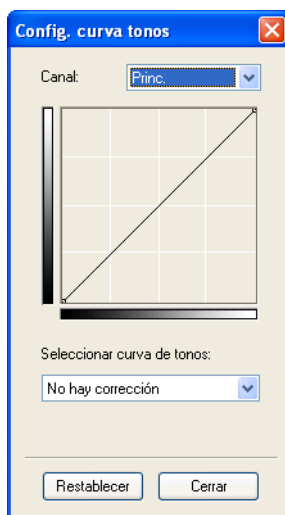 Config. curva tonos
Canal: Princ.
Seleccionar curva de tonos:
No hay corrección
Restablecer Cerrar